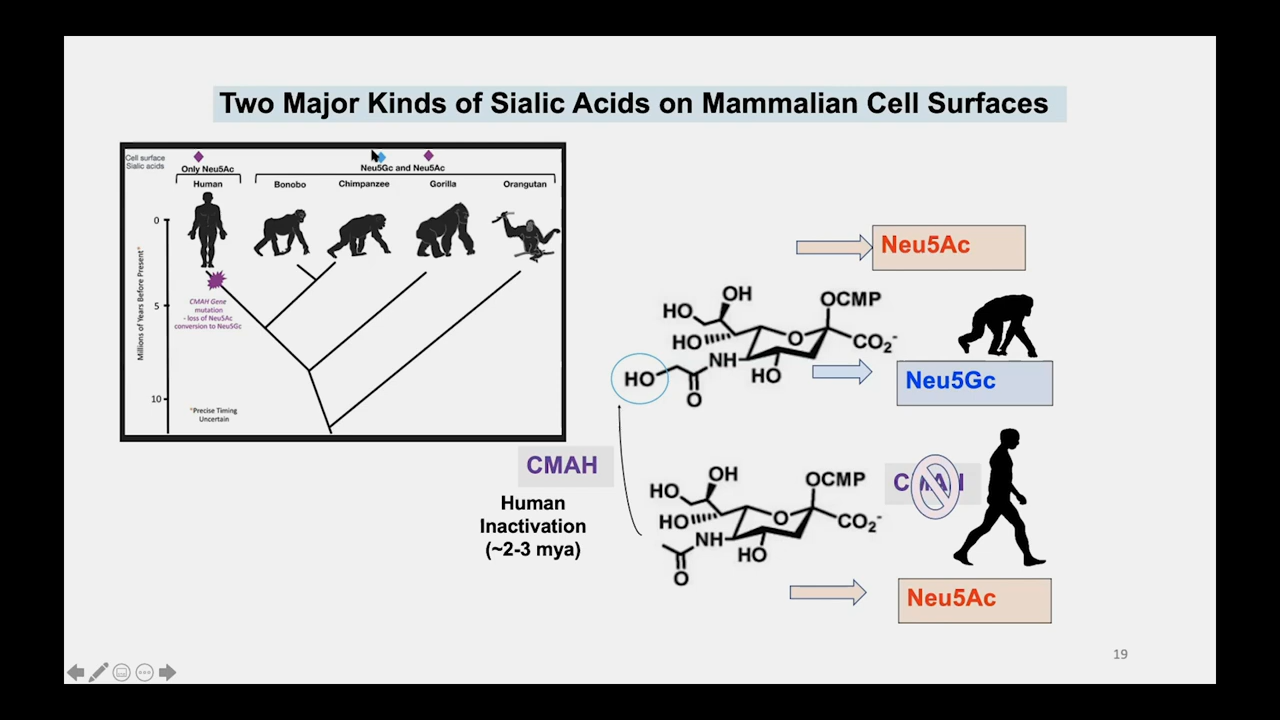 Two Major Kinds of Sialic Acids on Mammalian Cell Surfaces
Cell surface
Sialic acids
Only Neu5Ac
Neu5Gc and Neu5Ac
Human
Bonobo
Chimpanzee
Gorilla
Orangutan
Millions of Years Before Present*
0
5
10
CMAH Gene
mutation
- loss of Neu5Ac
conversion to Neu5Gc
*Precise Timing
Uncertain
Neu5Ac
HO
OH
OCMP
HO
O
CO2-
NH
HO
HO
O
Neu5Gc
CMAH
Human
Inactivation
(~2-3 mya)
HO
OH
OCMP
HO
O
CO2-
NH
HO
O
CMAH
Neu5Ac
19